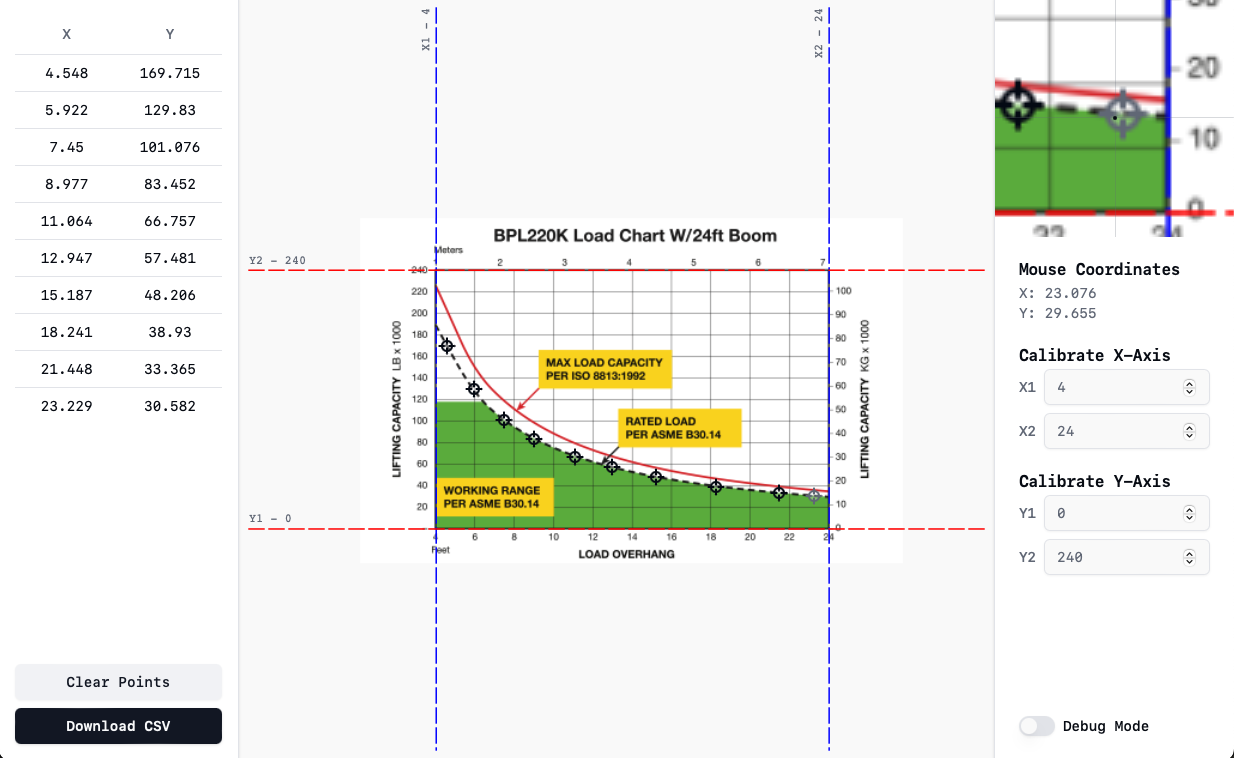 X Y
4.548 169.715
5.922 129.83
7.45 101.076
8.977 83.452
11.064 66.757
12.947 57.481
15.187 48.206
18.241 38.93
21.448 33.365
23.229 30.582
Clear Points
Download CSV
X1 – 4
X2 – 24
Y2 – 240
Y1 – 0
BPL220K Load Chart W/24ft Boom
Meters
2 3 4 5 6 7
240
220
200
180
160
140
120
100
80
60
40
20
LIFTING CAPACITY LB x 1000
100
90
80
70
60
50
40
30
20
10
0
LIFTING CAPACITY KG x 1000
MAX LOAD CAPACITY
PER ISO 8813:1992
RATED LOAD
PER ASME B30.14
WORKING RANGE
PER ASME B30.14
4 6 8 10 12 14 16 18 20 22 24
Feet
LOAD OVERHANG
20
10
0
Mouse Coordinates
X: 23.076
Y: 29.655
Calibrate X-Axis
X1 4
X2 24
Calibrate Y-Axis
Y1 0
Y2 240
Debug Mode